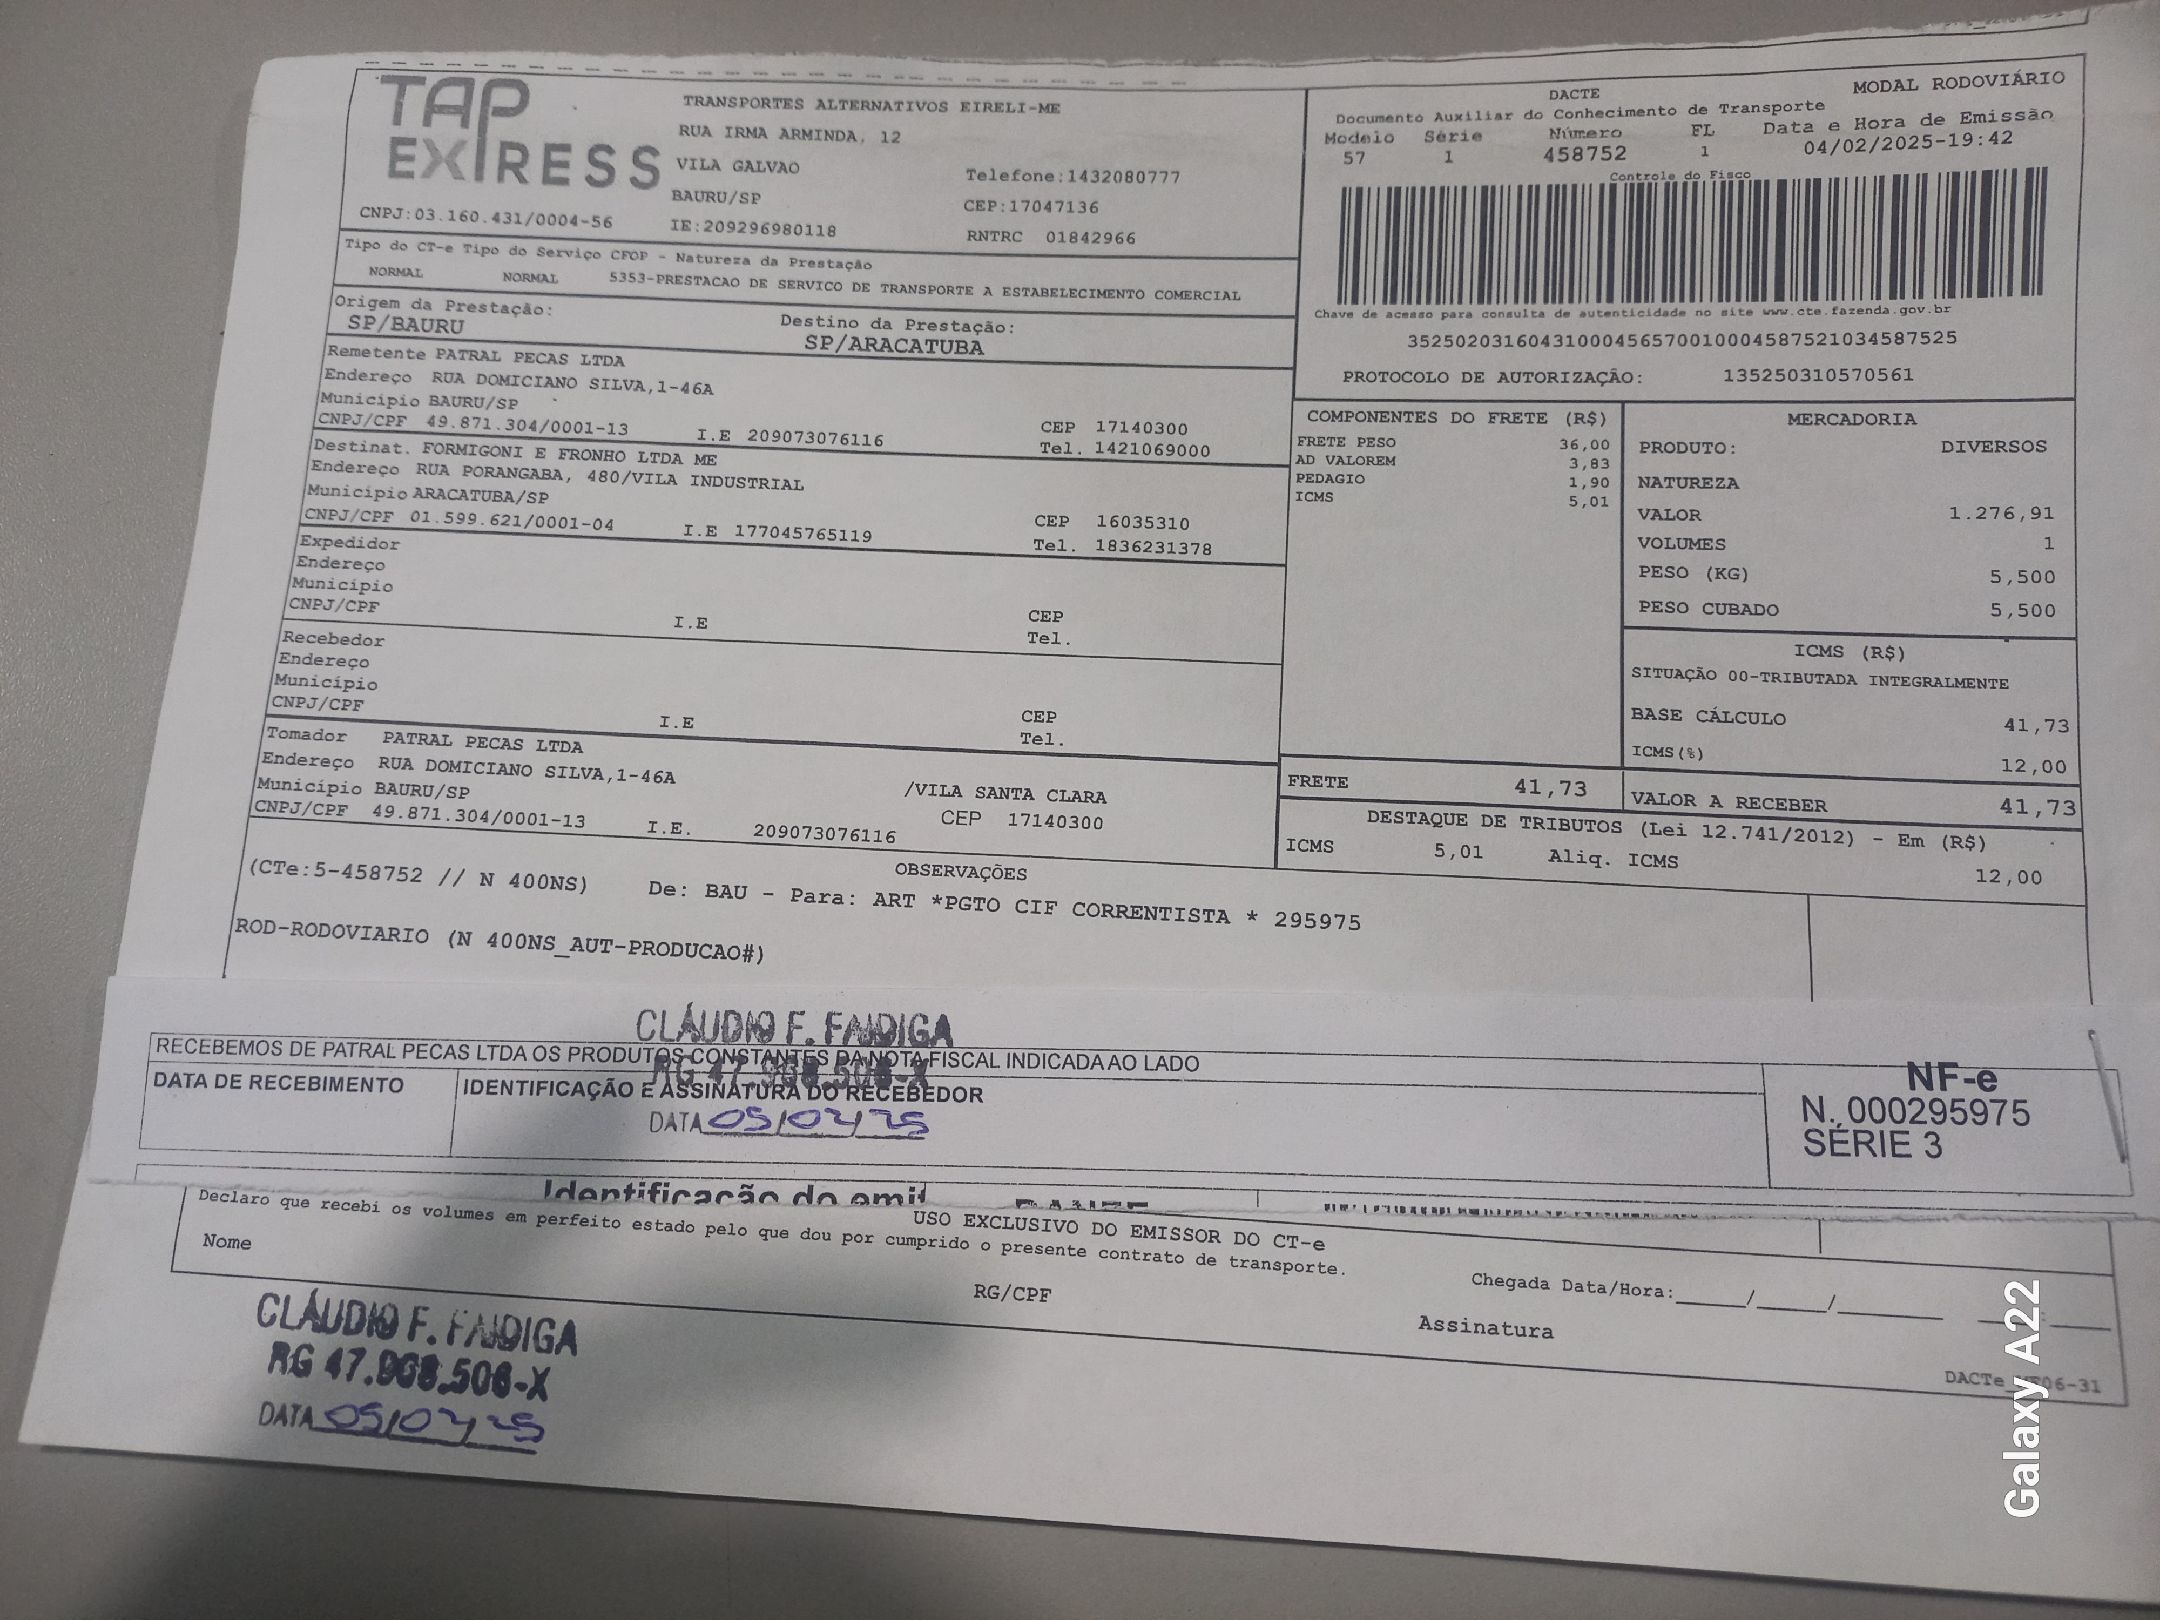 TAP EXPRESS
TRANSPORTES ALTERNATIVOS EIRELI-ME
RUA IRMA ARMINDA, 12
VILA GALVAO
Telefone:1432080777
BAURU/SP
CEP:17047136
CNPJ:03.160.431/0004-56
IE:209296980118
RNTRC 01842966
DACTE
MODAL RODOVIÁRIO
Documento Auxiliar do Conhecimento de Transporte
Modelo Série Número FL Data e Hora de Emissão
57 1 458752 1 04/02/2025-19:42
Controle do Fisco
Chave de acesso para consulta de autenticidade no site www.cte.fazenda.gov.br
35250203160431000456570010004587521034587525
PROTOCOLO DE AUTORIZAÇÃO: 135250310570561
Tipo do CT-e Tipo do Serviço CFOP - Natureza da Prestação
NORMAL NORMAL 5353-PRESTACAO DE SERVICO DE TRANSPORTE A ESTABELECIMENTO COMERCIAL
Origem da Prestação:
SP/BAURU
Destino da Prestação:
SP/ARACATUBA
Remetente PATRAL PECAS LTDA
Endereço RUA DOMICIANO SILVA,1-46A
Município BAURU/SP
CEP 17140300
CNPJ/CPF 49.871.304/0001-13 I.E 209073076116 Tel. 1421069000
Destinat. FORMIGONI E FRONHO LTDA ME
Endereço RUA PORANGABA, 480/VILA INDUSTRIAL
Município ARACATUBA/SP
CEP 16035310
CNPJ/CPF 01.599.621/0001-04 I.E 177045765119 Tel. 1836231378
Expedidor
Endereço
Município
CEP
CNPJ/CPF I.E Tel.
Recebedor
Endereço
Município
CEP
CNPJ/CPF I.E Tel.
Tomador PATRAL PECAS LTDA
Endereço RUA DOMICIANO SILVA,1-46A /VILA SANTA CLARA
Município BAURU/SP CEP 17140300
CNPJ/CPF 49.871.304/0001-13 I.E. 209073076116
COMPONENTES DO FRETE (R$)
FRETE PESO 36,00
AD VALOREM 3,83
PEDAGIO 1,90
ICMS 5,01
FRETE 41,73
MERCADORIA
PRODUTO: DIVERSOS
NATUREZA
VALOR 1.276,91
VOLUMES 1
PESO (KG) 5,500
PESO CUBADO 5,500
ICMS (R$)
SITUAÇÃO 00-TRIBUTADA INTEGRALMENTE
BASE CÁLCULO 41,73
ICMS(%) 12,00
VALOR A RECEBER 41,73
DESTAQUE DE TRIBUTOS (Lei 12.741/2012) - Em (R$)
ICMS 5,01 Aliq. ICMS 12,00
OBSERVAÇÕES
(CTe:5-458752 // N 400NS) De: BAU - Para: ART *PGTO CIF CORRENTISTA * 295975
ROD-RODOVIARIO (N 400NS_AUT-PRODUCAO#)
CLÁUDIO F. FAIDIGA
RECEBEMOS DE PATRAL PECAS LTDA OS PRODUTOS CONSTANTES DA NOTA FISCAL INDICADA AO LADO
DATA DE RECEBIMENTO
IDENTIFICAÇÃO E ASSINATURA DO RECEBEDOR
DATA 05/02/25
NF-e
N. 000295975
SÉRIE 3
USO EXCLUSIVO DO EMISSOR DO CT-e
Declaro que recebi os volumes em perfeito estado pelo que dou por cumprido o presente contrato de transporte.
Nome
RG/CPF
Chegada Data/Hora:____/____/______ ____:____
Assinatura
CLÁUDIO F. FAIDIGA
RG 47.908.506-X
DATA 05/02/25
Galaxy A22